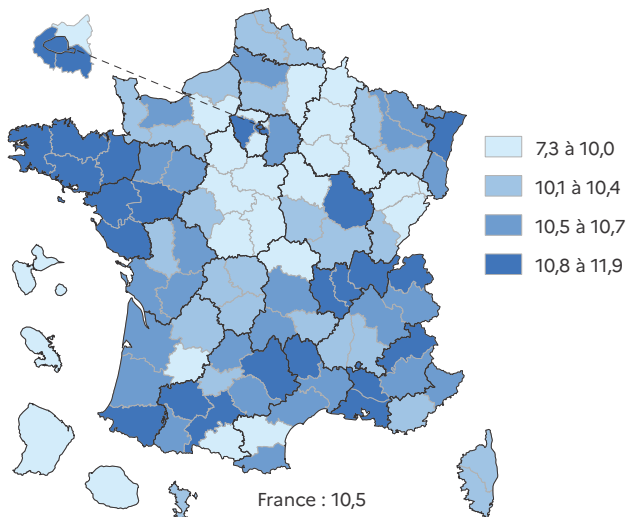 7,3 à 10,0
10,1 à 10,4
10,5 à 10,7
10,8 à 11,9
France : 10,5